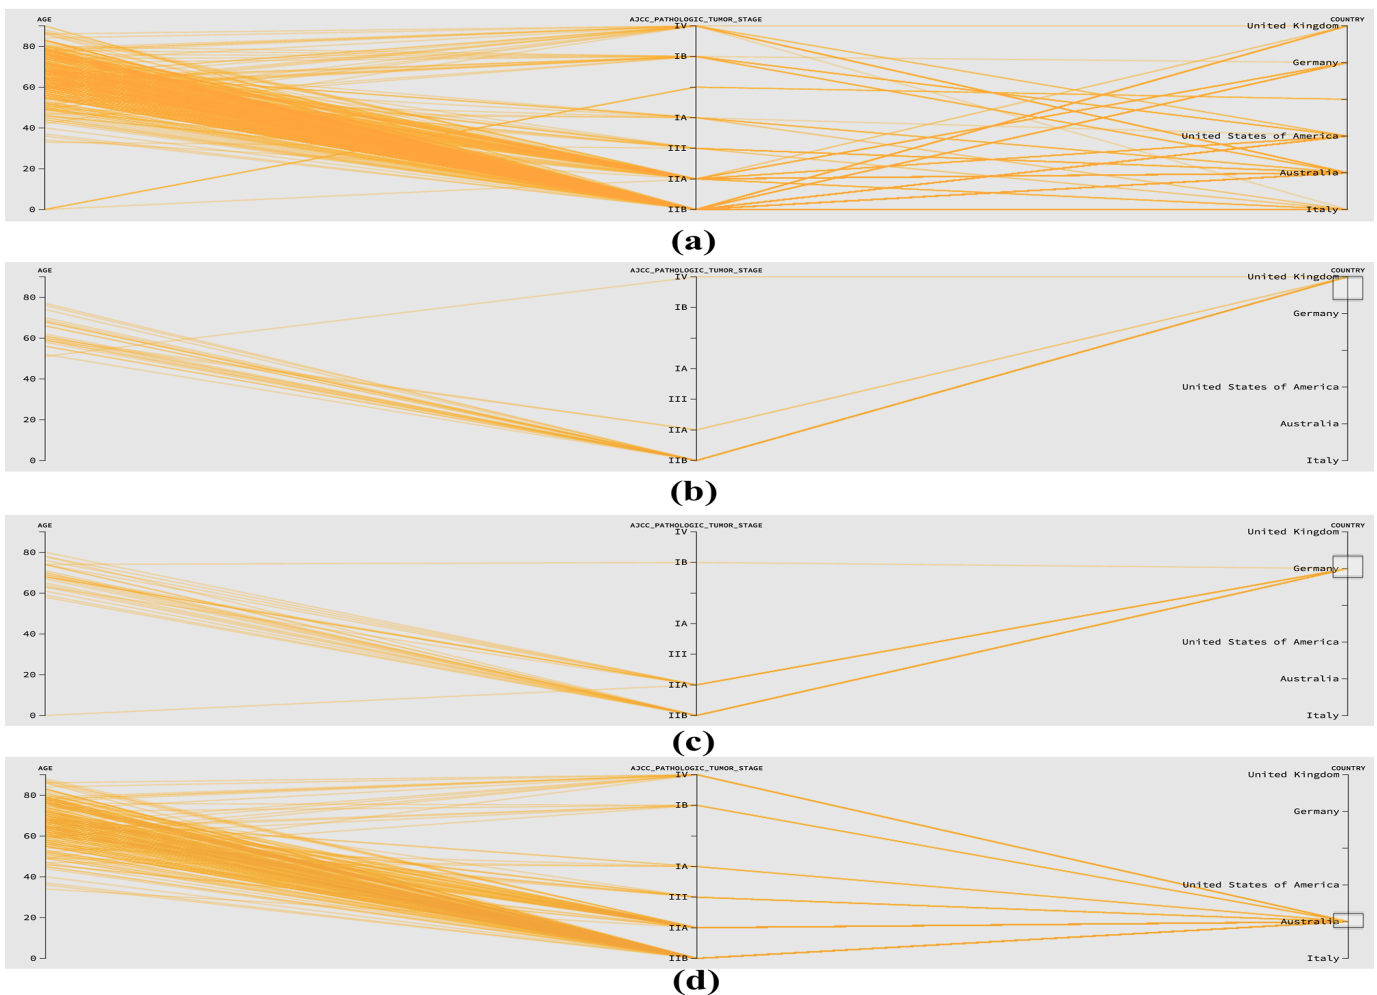 AGE AJCC_PATHOLOGIC_TUMOR_STAGE COUNTRY
IV United Kingdom
80
IB Germany
60
IA
40 United States of America
III
20 IIA Australia
0 IIB Italy
(a)
AGE AJCC_PATHOLOGIC_TUMOR_STAGE COUNTRY
IV United Kingdom
80
IB Germany
60
IA
40 United States of America
III
20 IIA Australia
0 IIB Italy
(b)
AGE AJCC_PATHOLOGIC_TUMOR_STAGE COUNTRY
IV United Kingdom
80
IB Germany
60
IA
40 United States of America
III
20 IIA Australia
0 IIB Italy
(c)
AGE AJCC_PATHOLOGIC_TUMOR_STAGE COUNTRY
IV United Kingdom
80
IB Germany
60
IA
40 United States of America
III
20 IIA Australia
0 IIB Italy
(d)